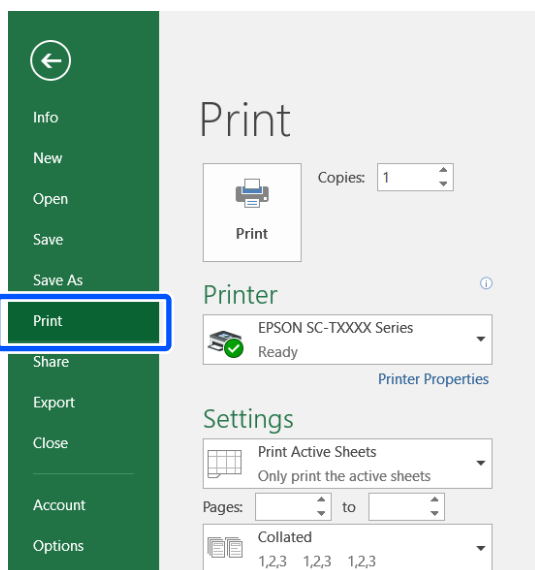 Info
New
Open
Save
Save As
Print
Share
Export
Close
Account
Options
Print
Copies: 1
Print
Printer
EPSON SC-TXXXX Series
Ready
Printer Properties
Settings
Print Active Sheets
Only print the active sheets
Pages: to
Collated
1,2,3 1,2,3 1,2,3